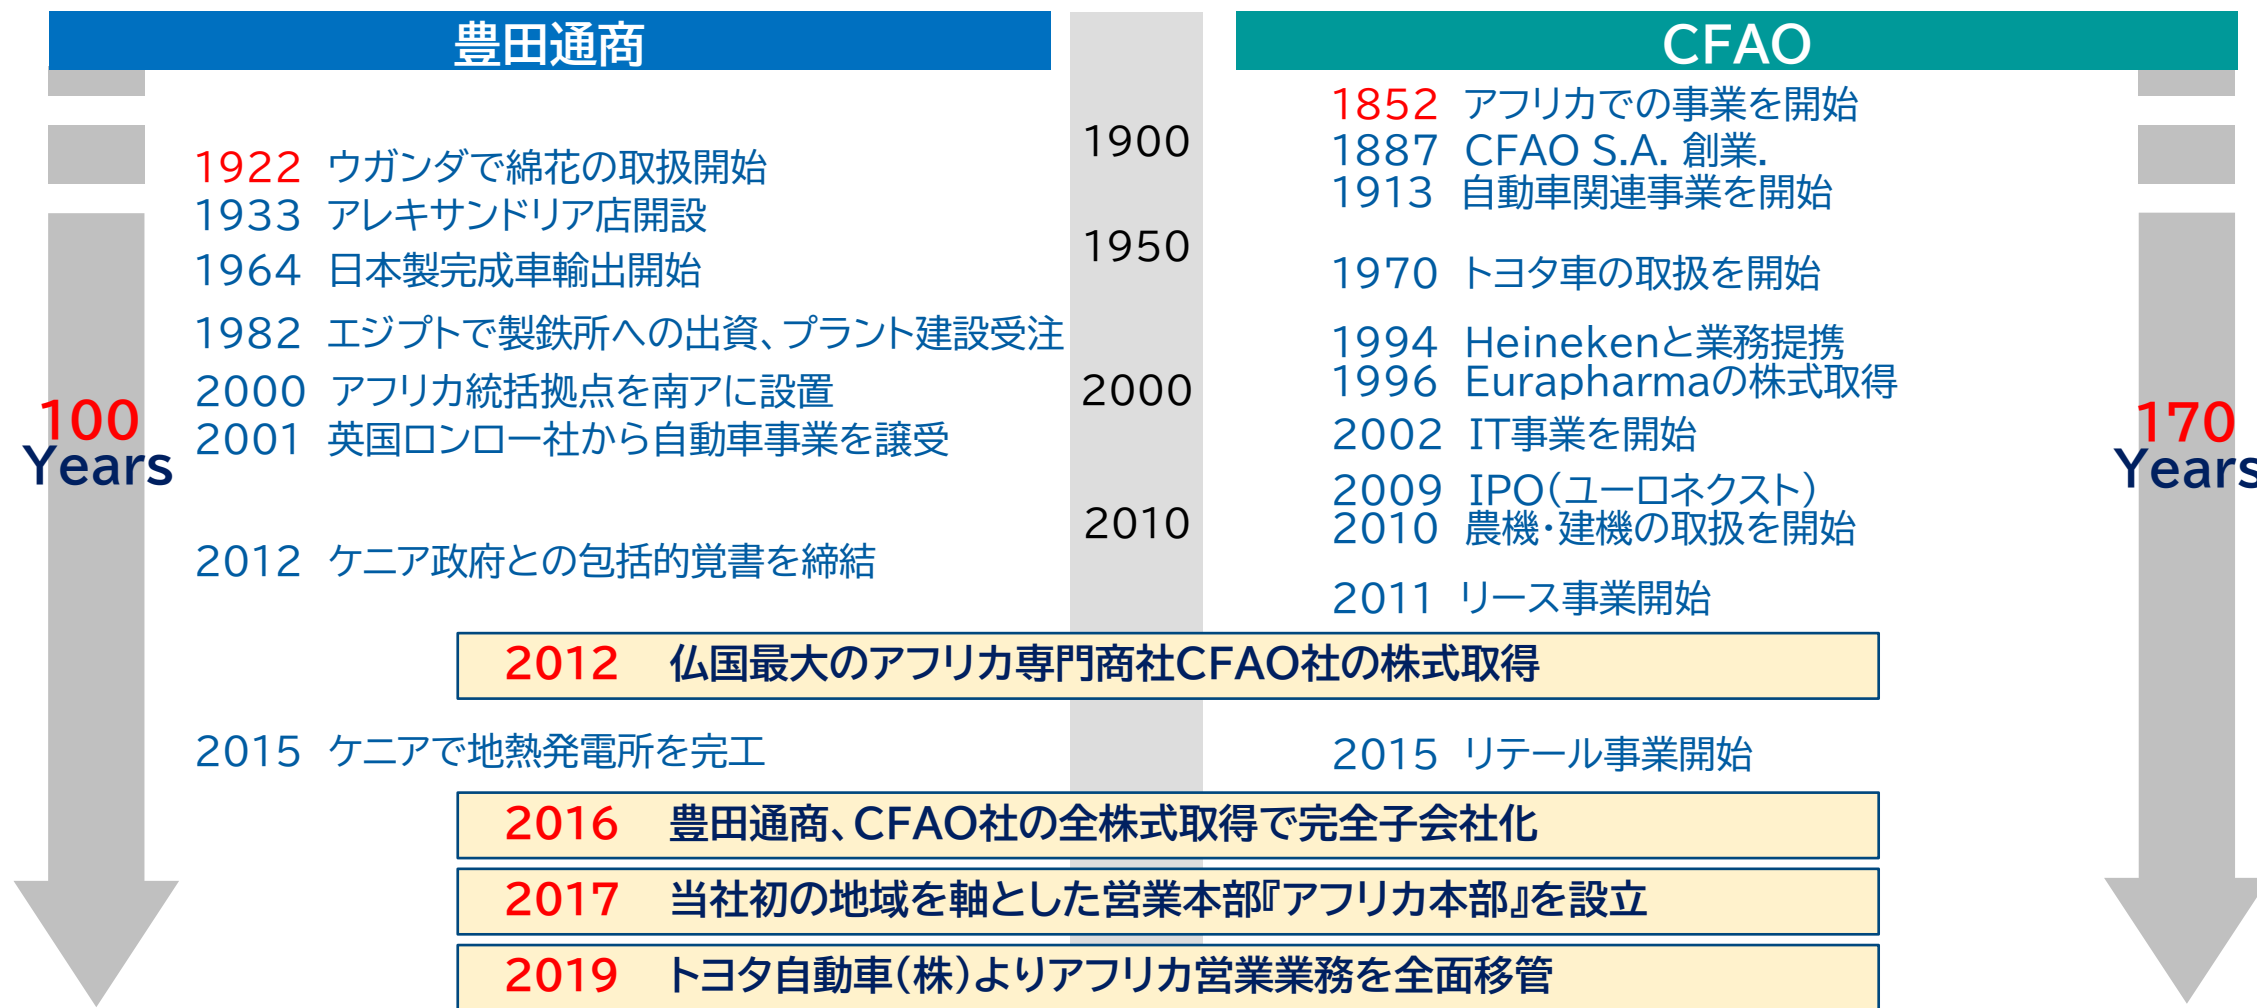 豊田通商
1922 ウガンダで綿花の取扱開始
1933 アレキサンドリア店開設
1964 日本製完成車輸出開始
1982 エジプトで製鉄所への出資、プラント建設受注
2000 アフリカ統括拠点を南アに設置
2001 英国ロンロー社から自動車事業を譲受
2012 ケニア政府との包括的覚書を締結
100
Years
1900
1950
2000
2010
CFAO
1852 アフリカでの事業を開始
1887 CFAO S.A. 創業.
1913 自動車関連事業を開始
1970 トヨタ車の取扱を開始
1994 Heinekenと業務提携
1996 Eurapharmaの株式取得
2002 IT事業を開始
2009 IPO(ユーロネクスト)
2010 農機・建機の取扱を開始
2011 リース事業開始
170
Years
2012 仏国最大のアフリカ専門商社CFAO社の株式取得
2015 ケニアで地熱発電所を完工
2015 リテール事業開始
2016 豊田通商、CFAO社の全株式取得で完全子会社化
2017 当社初の地域を軸とした営業本部『アフリカ本部』を設立
2019 トヨタ自動車(株)よりアフリカ営業業務を全面移管